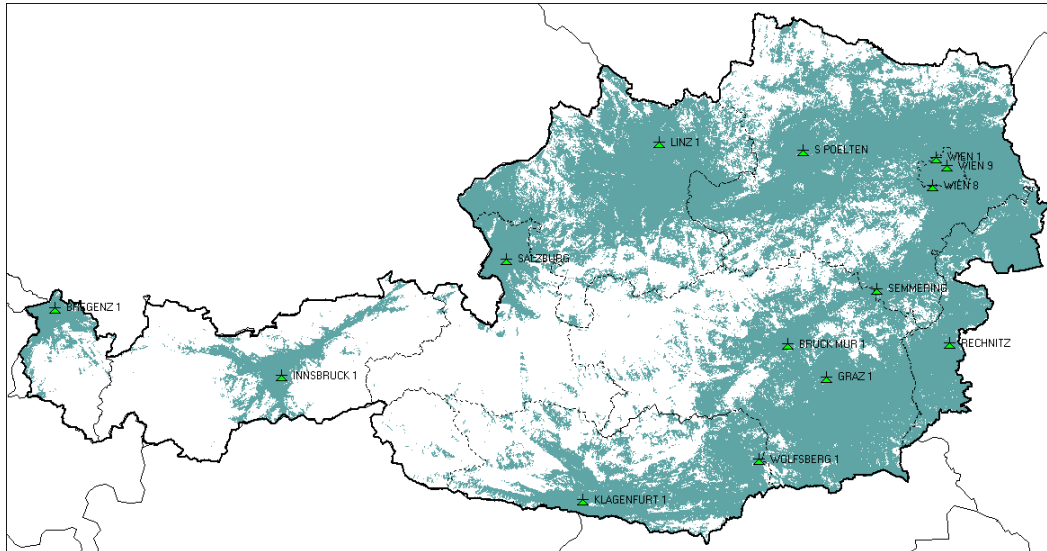 LINZ 1
S POELTEN
WIEN 1
WIEN 9
WIEN 8
SALZBURG
SEMMERING
BREGENZ 1
BRUCK MUR 1
RECHNITZ
INNSBRUCK 1
GRAZ 1
WOLFSBERG 1
KLAGENFURT 1